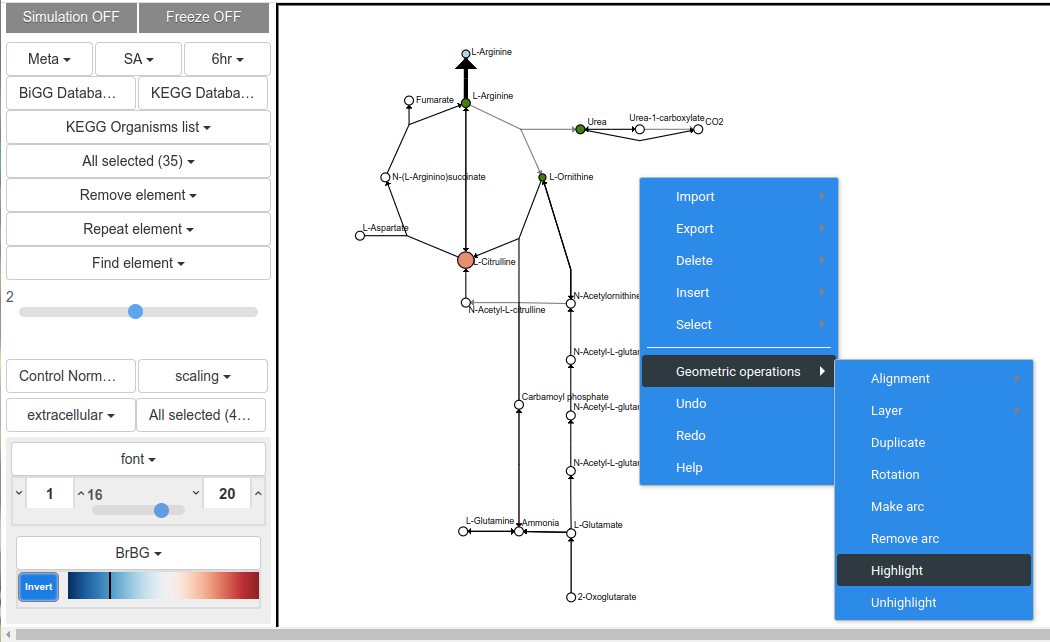 Simulation OFF
Freeze OFF
Meta
SA
6hr
BiGG Databa...
KEGG Databa...
KEGG Organisms list
All selected (35)
Remove element
Repeat element
Find element
2
Control Norm...
scaling
extracellular
All selected (4...
font
1
16
20
BrBG
Invert
L-Arginine
L-Arginine
Fumarate
Urea
Urea-1-carboxylate
CO2
N-(L-Arginino)succinate
L-Ornithine
L-Aspartate
L-Citrulline
N-Acetylornithine
N-Acetyl-L-citrulline
N-Acetyl-L-glutar
Carbamoyl phosphate
N-Acetyl-L-glutar
N-Acetyl-L-glutar
L-Glutamine
Ammonia
L-Glutamate
2-Oxoglutarate
Import
Export
Delete
Insert
Select
Geometric operations
Undo
Redo
Help
Alignment
Layer
Duplicate
Rotation
Make arc
Remove arc
Highlight
Unhighlight